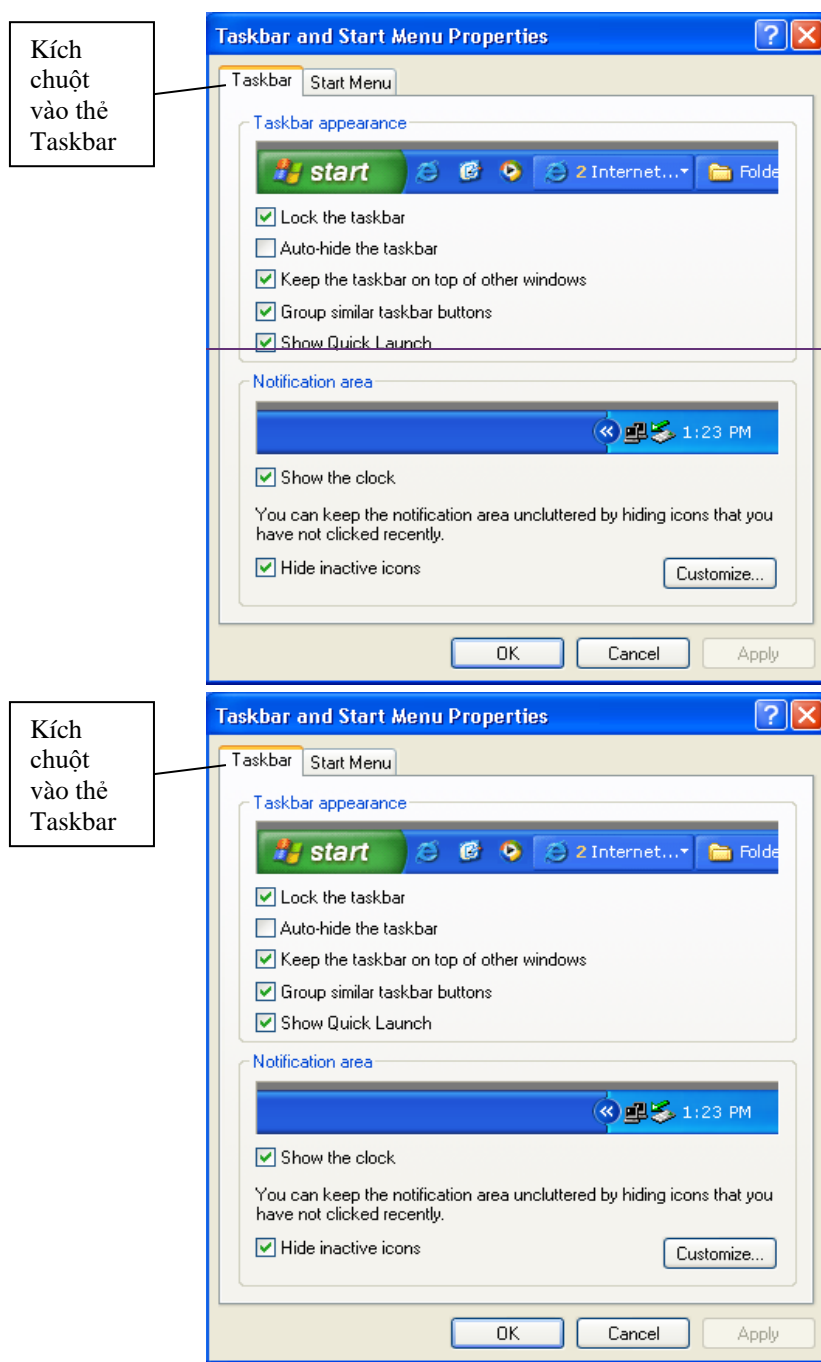 Kích
chuột
vào thẻ
Taskbar
Taskbar and Start Menu Properties
Taskbar
Start Menu
Taskbar appearance
start
2 Internet...
Folde
Lock the taskbar
Auto-hide the taskbar
Keep the taskbar on top of other windows
Group similar taskbar buttons
Show Quick Launch
Notification area
1:23 PM
Show the clock
You can keep the notification area uncluttered by hiding icons that you
have not clicked recently.
Hide inactive icons
Customize...
OK
Cancel
Apply
Kích
chuột
vào thẻ
Taskbar
Taskbar and Start Menu Properties
Taskbar
Start Menu
Taskbar appearance
start
2 Internet...
Folde
Lock the taskbar
Auto-hide the taskbar
Keep the taskbar on top of other windows
Group similar taskbar buttons
Show Quick Launch
Notification area
1:23 PM
Show the clock
You can keep the notification area uncluttered by hiding icons that you
have not clicked recently.
Hide inactive icons
Customize...
OK
Cancel
Apply